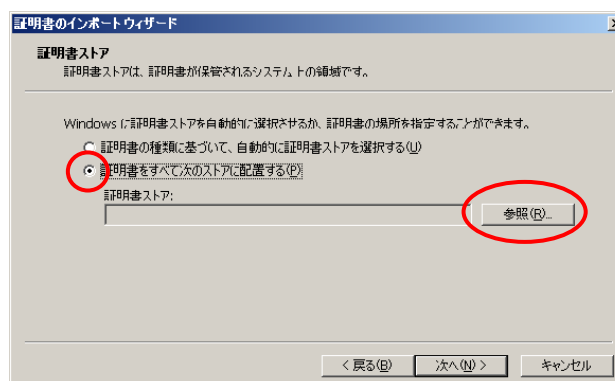 証明書のインポート ウィザード
証明書ストア
証明書ストアは、証明書が保管されるシステム上の領域です。
Windows に証明書ストアを自動的に選択させるか、証明書の場所を指定することができます。
証明書の種類に基づいて、自動的に証明書ストアを選択する(U)
証明書をすべて次のストアに配置する(P)
証明書ストア:
参照(R)...
< 戻る(B)
次へ(N) >
キャンセル